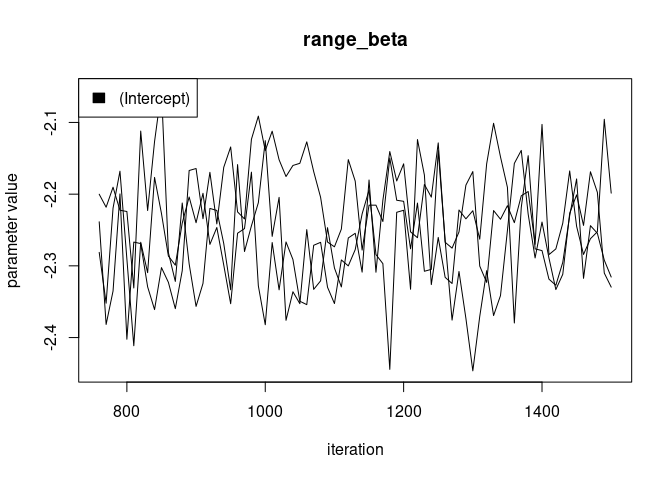 range_beta
(Intercept)
parameter value
-2.1
-2.2
-2.3
-2.4
800
1000
1200
1400
iteration